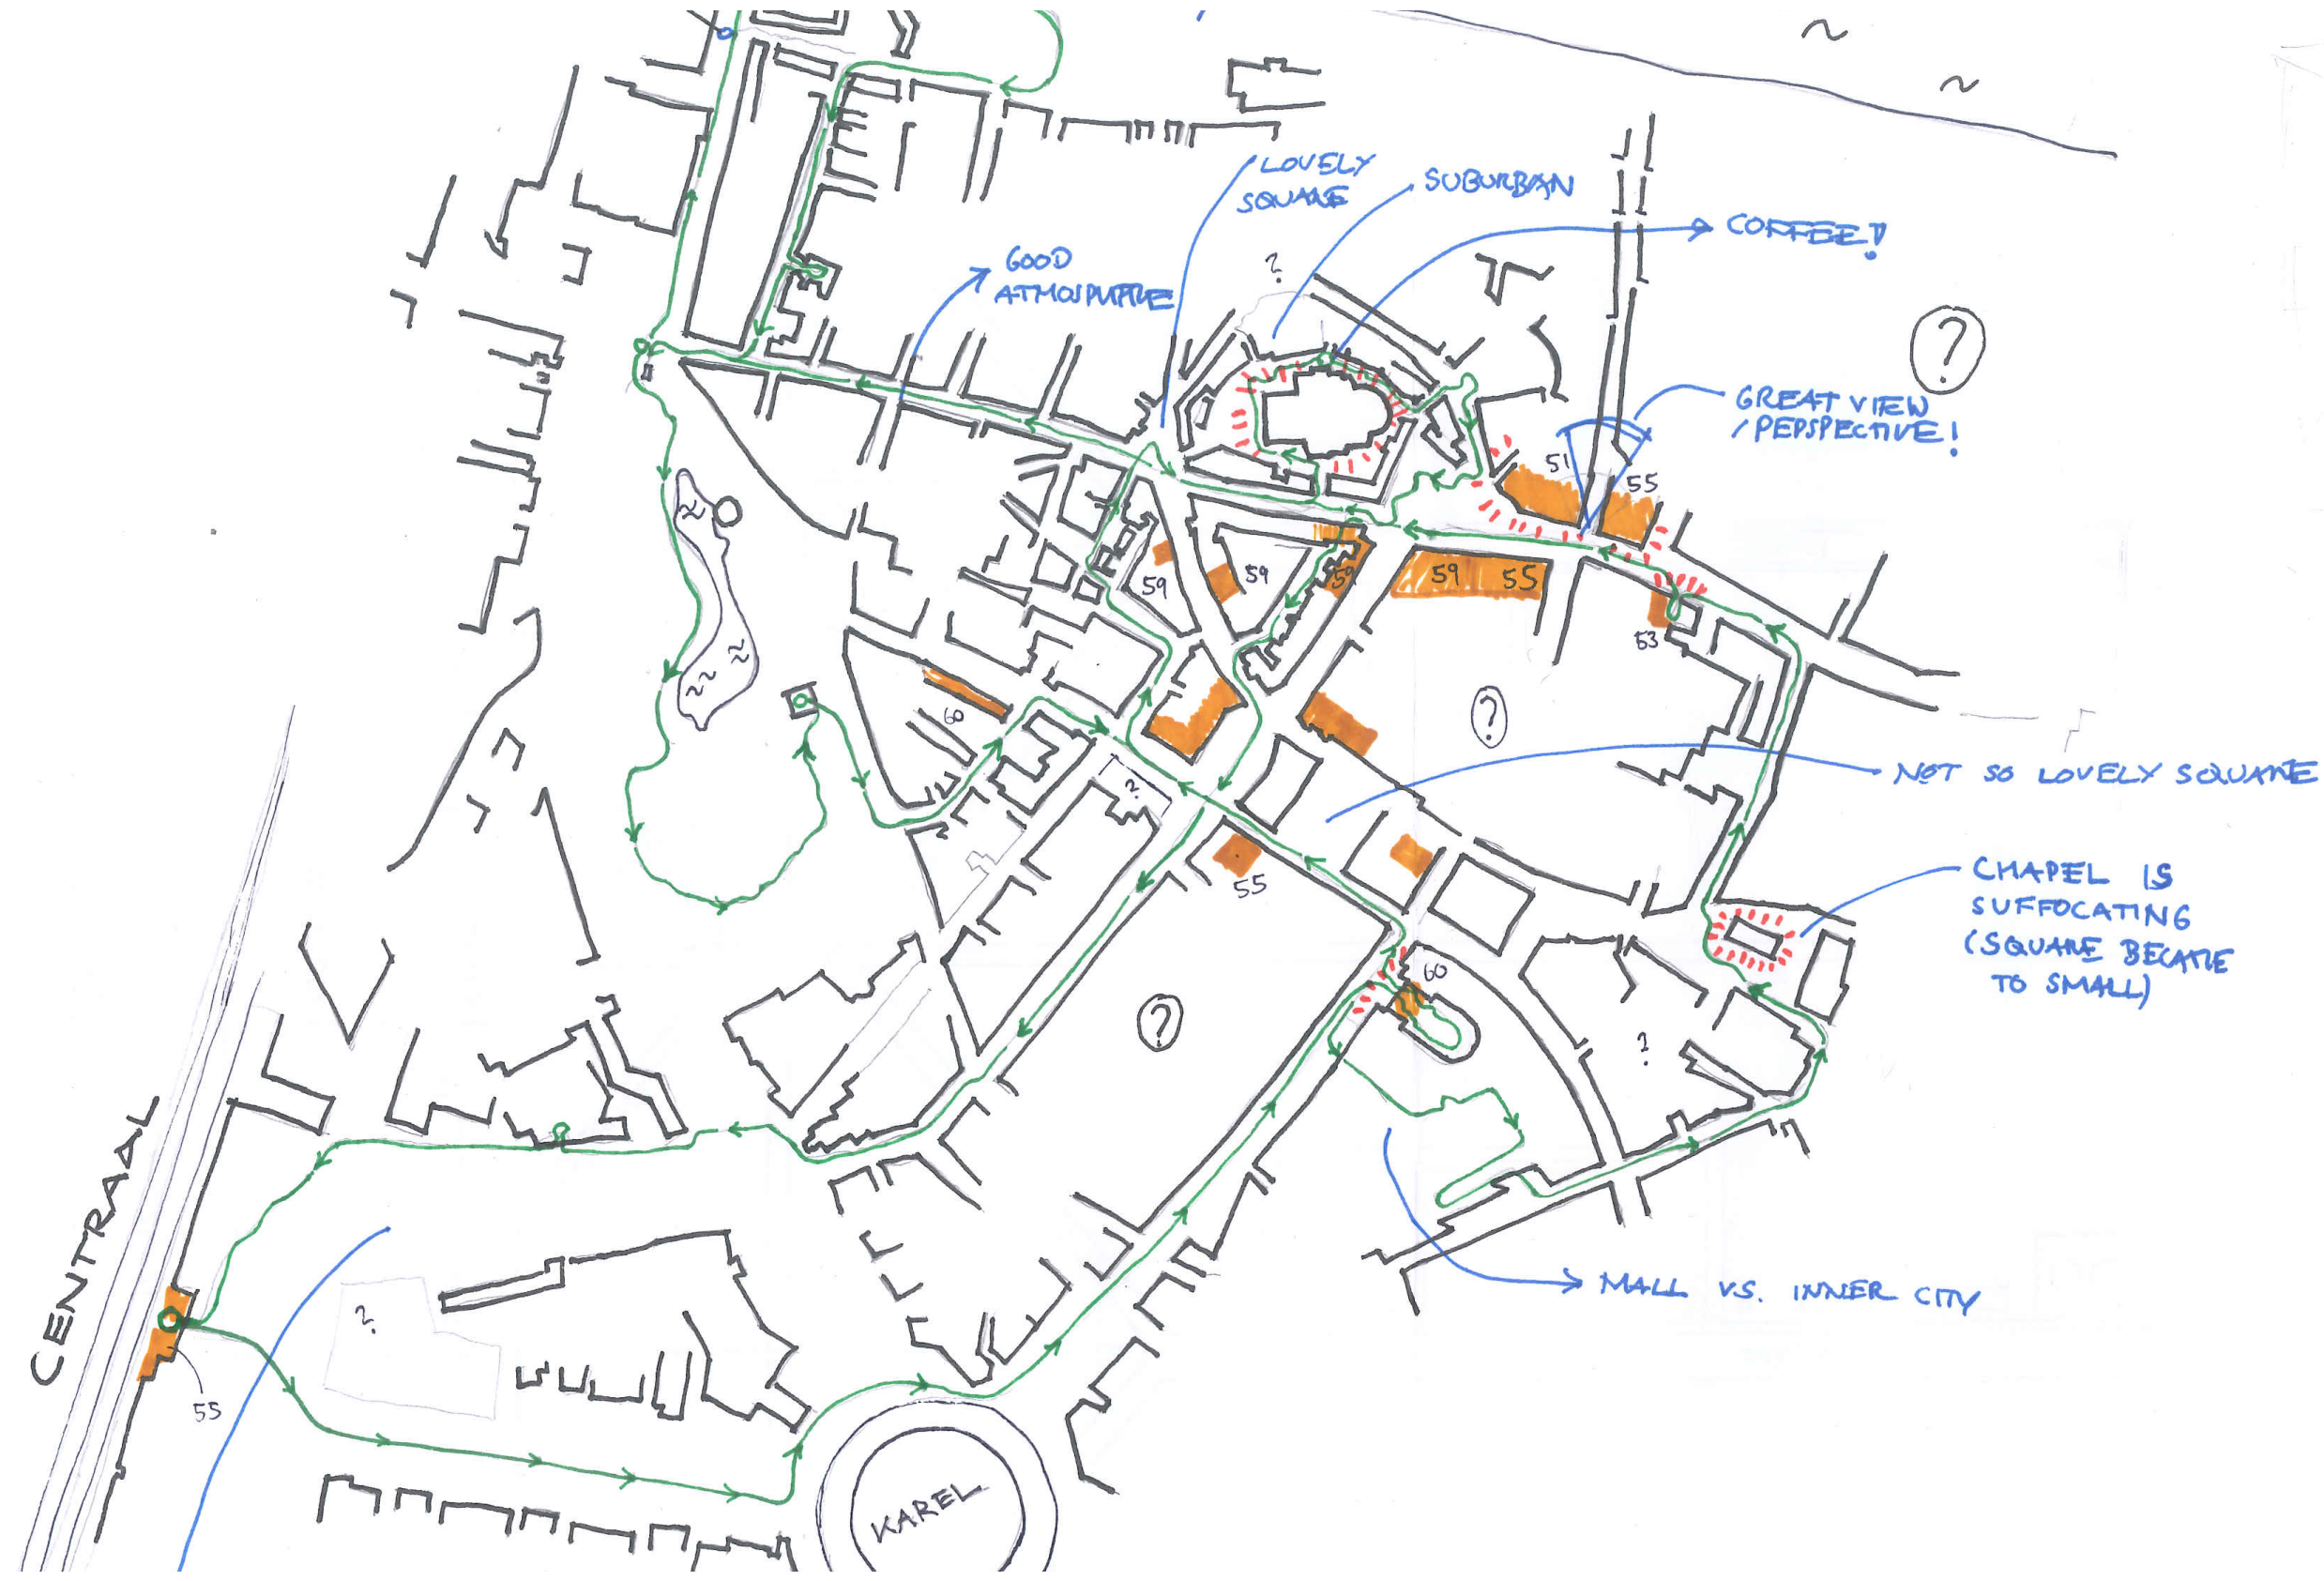 LOVELY
SQUARE
SUBURBAN
COFFEE!
?
GOOD
ATMOSPHERE
?
GREAT VIEW
/PEPSPECTIVE!
51
55
59
59
59
59 55
53
60
?
?
NOT SO LOVELY SQUARE
55
CHAPEL IS
SUFFOCATING
(SQUARE BECAME
TO SMALL)
60
?
?
CENTRAAL
MALL VS. INNER CITY
?
55
KAREL